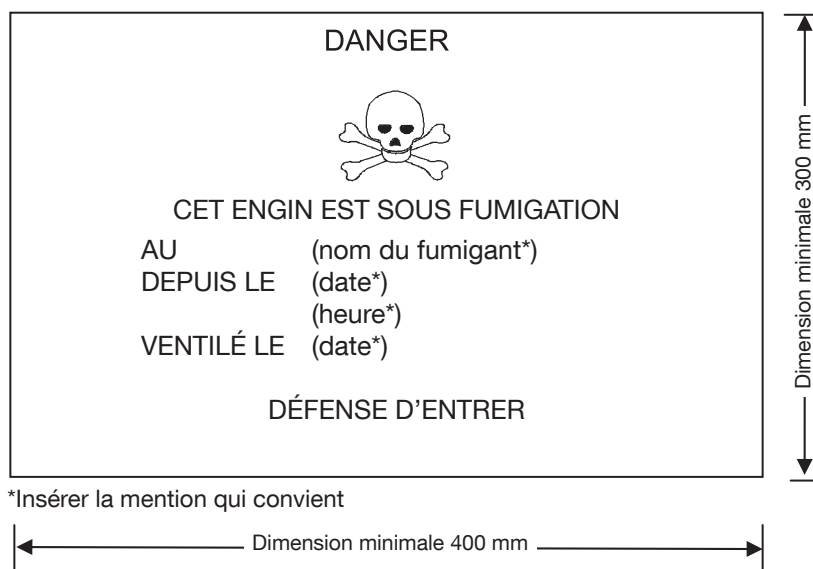 DANGER
CET ENGIN EST SOUS FUMIGATION
AU (nom du fumigant*)
DEPUIS LE (date*)
(heure*)
VENTILÉ LE (date*)
DÉFENSE D'ENTRER
*Insérer la mention qui convient
Dimension minimale 400 mm
Dimension minimale 300 mm